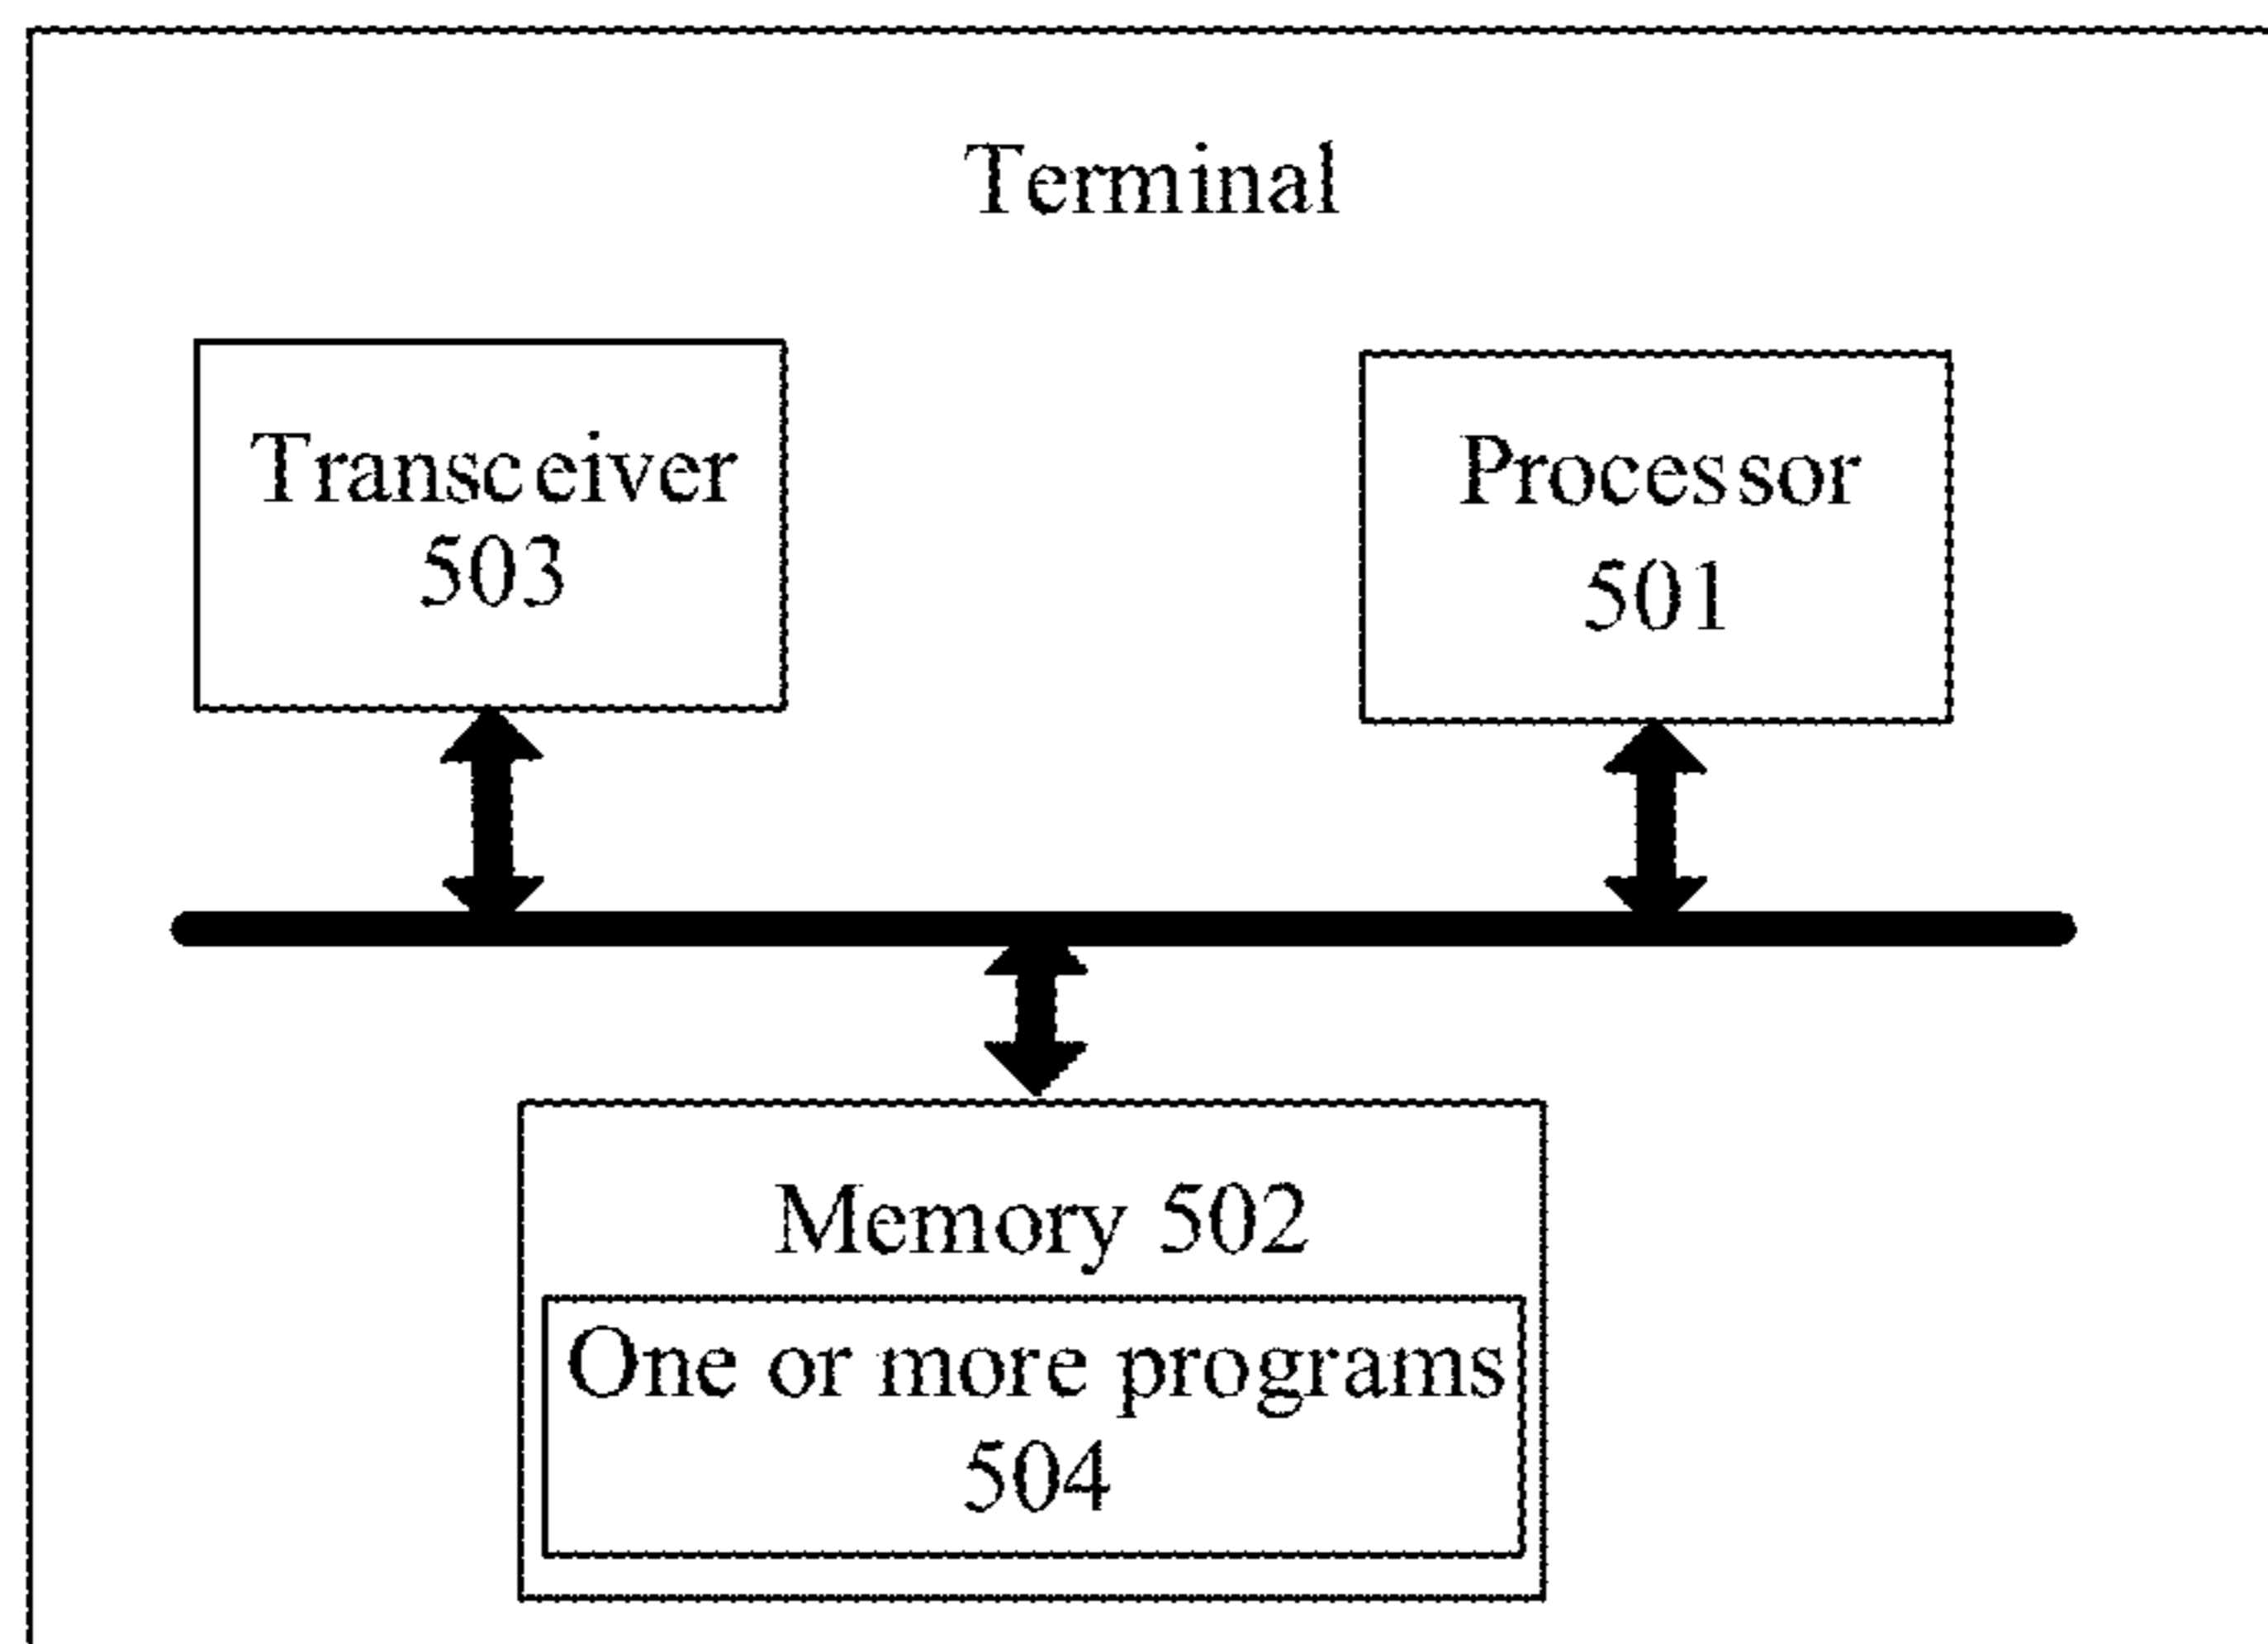 Terminal
Transceiver
503
Processor
501
Memory 502
One or more programs
504